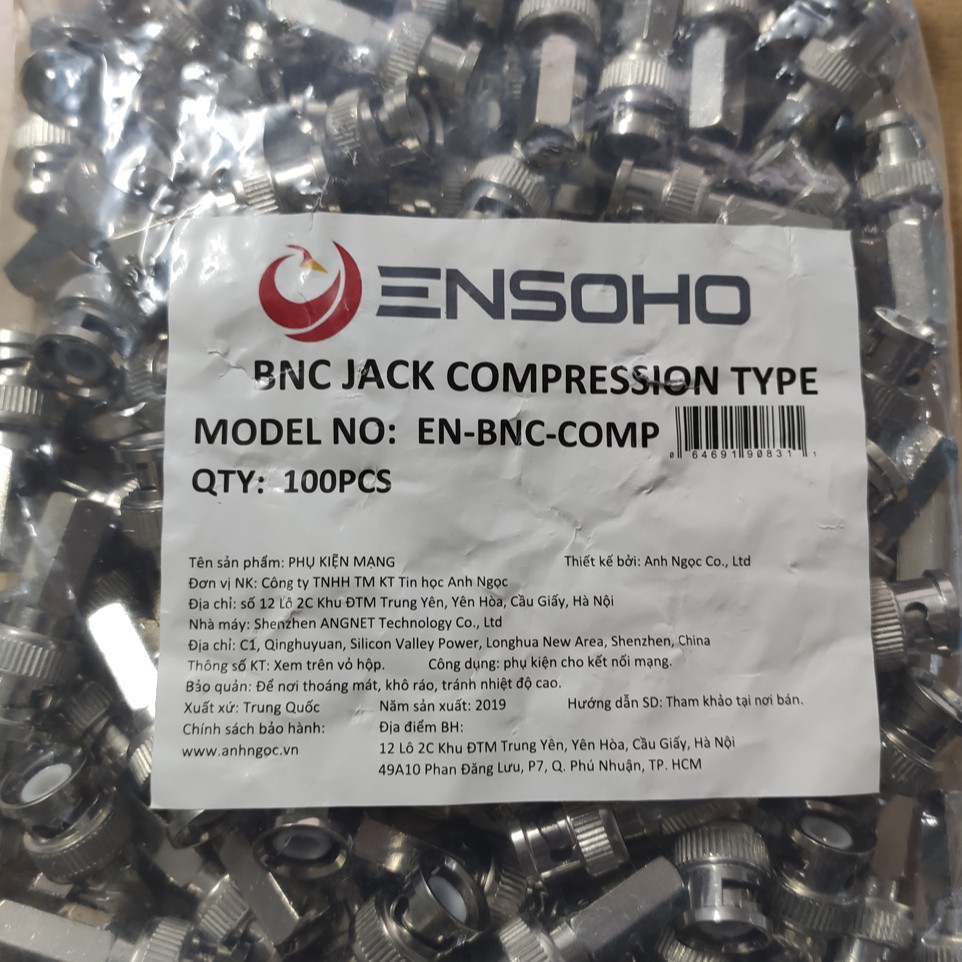 ENSOHO
BNC JACK COMPRESSION TYPE
MODEL NO: EN-BNC-COMP
0 64691 90831 1
QTY: 100PCS
Tên sản phẩm: PHỤ KIỆN MẠNG Thiết kế bởi: Anh Ngọc Co., Ltd
Đơn vị NK: Công ty TNHH TM KT Tin học Anh Ngọc
Địa chỉ: số 12 Lô 2C Khu ĐTM Trung Yên, Yên Hòa, Cầu Giấy, Hà Nội
Nhà máy: Shenzhen ANGNET Technology Co., Ltd
Địa chỉ: C1, Qinghuyuan, Silicon Valley Power, Longhua New Area, Shenzhen, China
Thông số KT: Xem trên vỏ hộp. Công dụng: phụ kiện cho kết nối mạng.
Bảo quản: Để nơi thoáng mát, khô ráo, tránh nhiệt độ cao.
Xuất xứ: Trung Quốc Năm sản xuất: 2019 Hướng dẫn SD: Tham khảo tại nơi bán.
Chính sách bảo hành: Địa điểm BH:
www.anhngoc.vn 12 Lô 2C Khu ĐTM Trung Yên, Yên Hòa, Cầu Giấy, Hà Nội
49A10 Phan Đăng Lưu, P7, Q. Phú Nhuận, TP. HCM